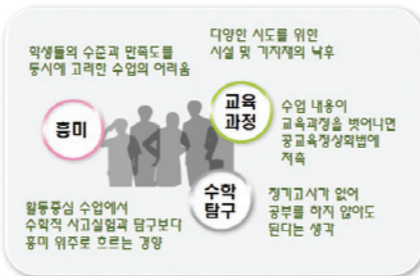 학생들의 수준과 만족도를
동시에 고려한 수업의 어려움
다양한 시도를 위한
시설 및 기자재의 낙후
흥미
교육
과정
수업 내용이
교육과정을 벗어나면
공교육정상화법에
저촉
수학
탐구
활동중심 수업에서
수학적 사고실험과 탐구보다
흥미 위주로 흐르는 경향
정기고사가 없어
공부를 하지 않아도
된다는 생각